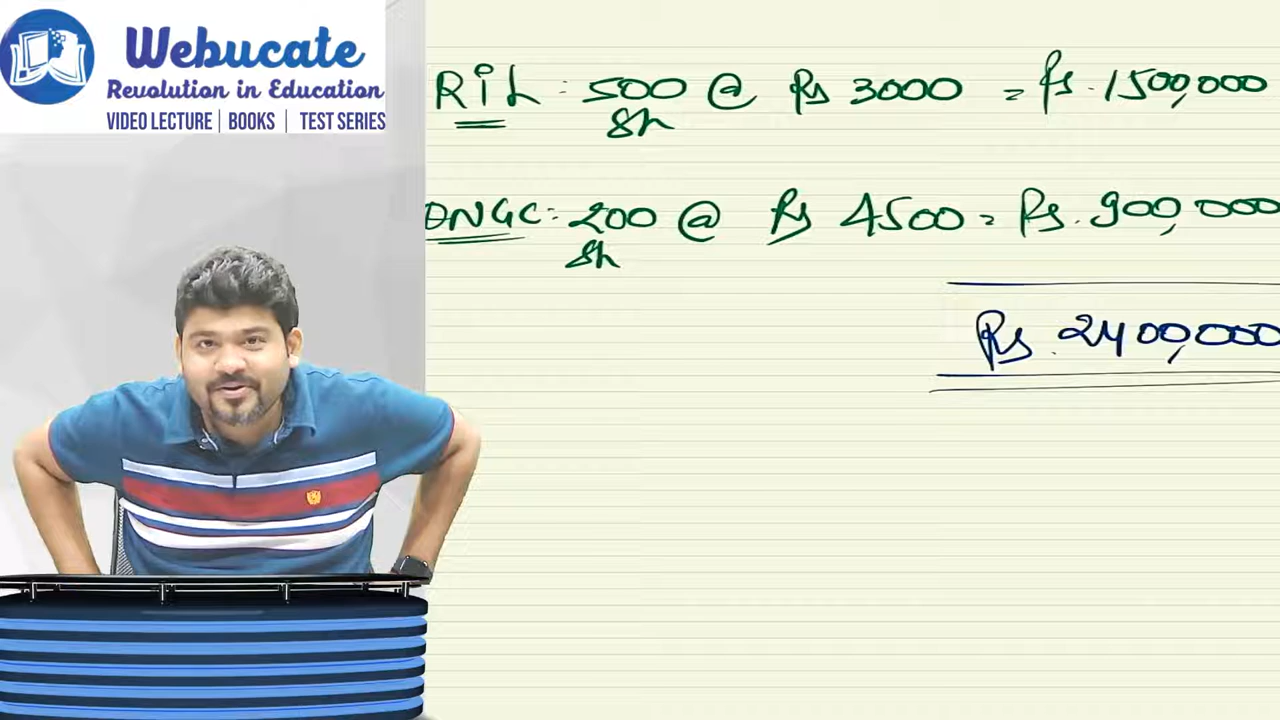 Webucate
Revolution in Education
VIDEO LECTURE | BOOKS | TEST SERIES
RIL : 500 @ Rs 3000 = Rs. 1500,000
Sh
ONGC : 200 @ Rs 4500 = Rs. 900,000
Sh
Rs. 2400,000